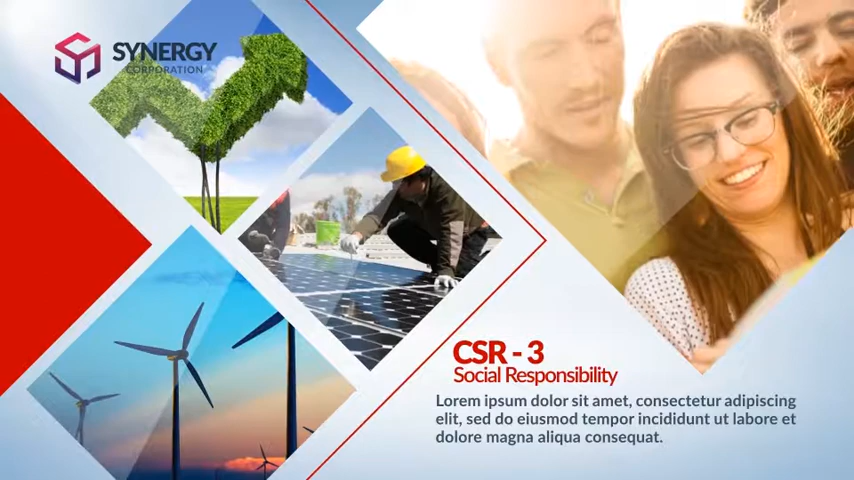 SYNERGY
CORPORATION
CSR - 3
Social Responsibility
Lorem ipsum dolor sit amet, consectetur adipiscing
elit, sed do eiusmod tempor incididunt ut labore et
dolore magna aliqua consequat.